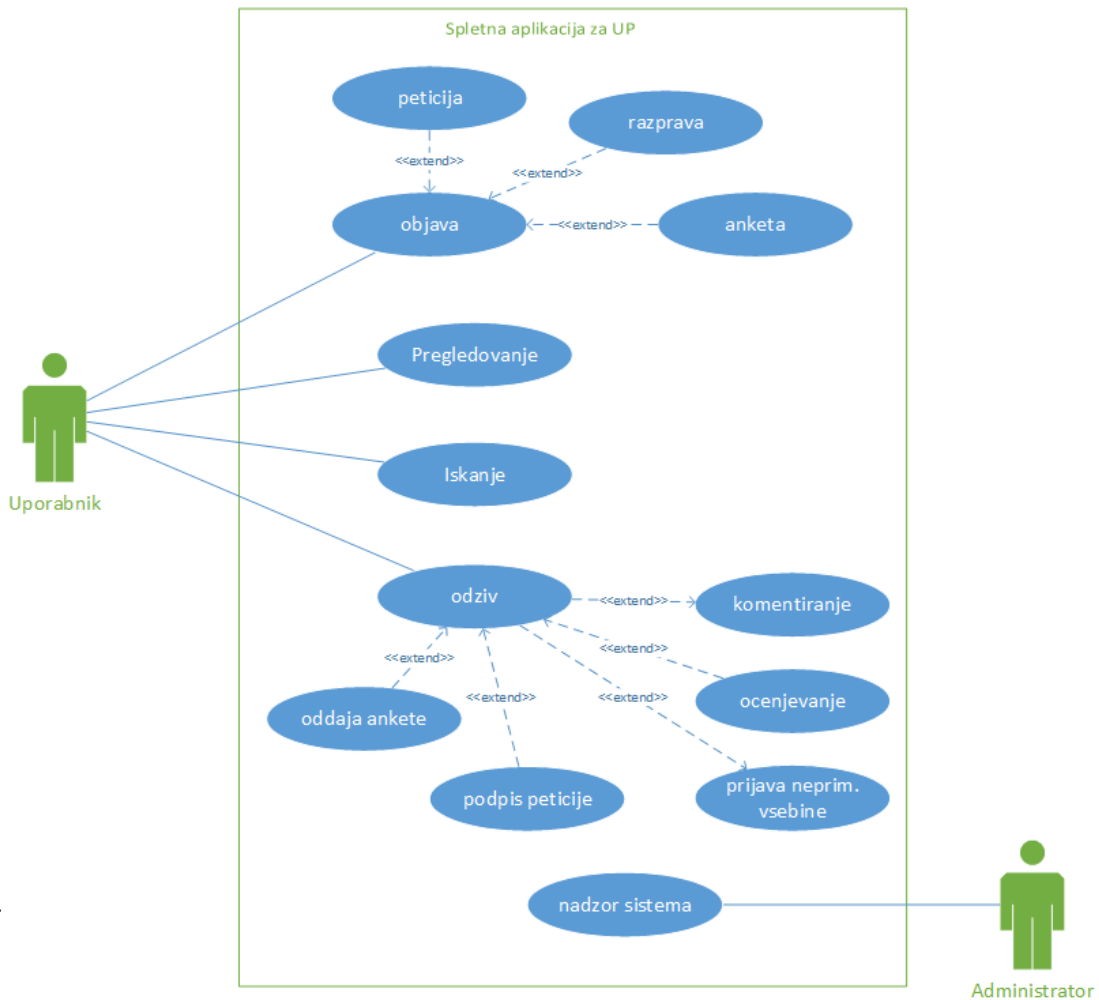 Spletna aplikacija za UP
peticija
razprava
<<extend>>
<<extend>>
objava
<<extend>>
anketa
Pregledovanje
Uporabnik
Iskanje
odziv
<<extend>>
komentiranje
<<extend>>
<<extend>>
<<extend>>
<<extend>>
ocenjevanje
oddaja ankete
podpis peticije
prijava neprim.
vsebine
nadzor sistema
Administrator